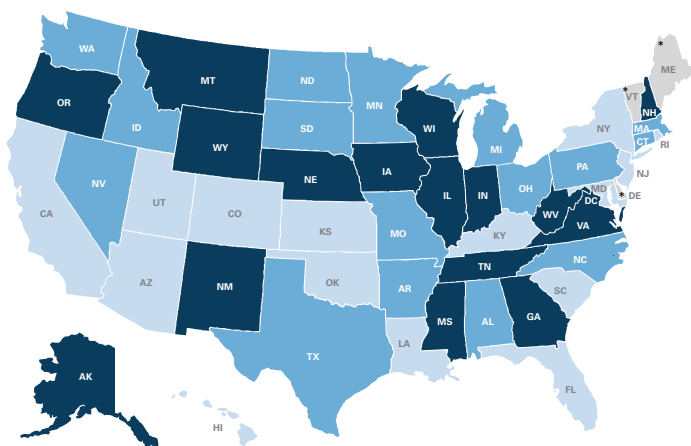 *
WA
ME
MT
ND
*
VT
OR
MN
NH
ID
SD
WI
NY
MA
MI
CT
RI
WY
IA
PA
NE
NJ
NV
OH
MD
*
DE
IL
IN
UT
DC
CA
CO
WV
KS
VA
MO
KY
NC
TN
AZ
OK
NM
AR
SC
MS
AL
GA
LA
TX
AK
FL
HI